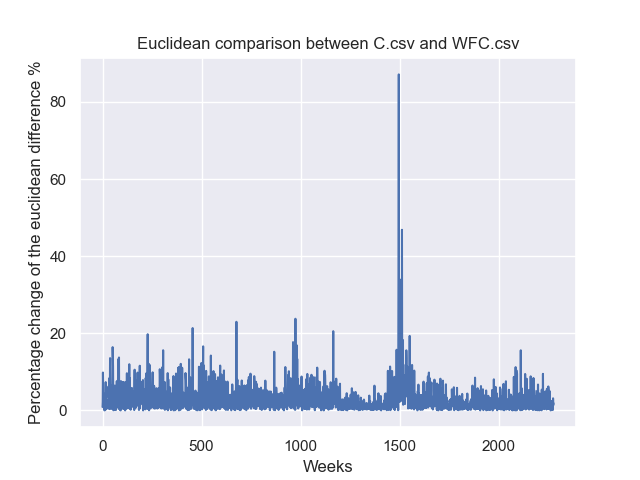 Euclidean comparison between C.csv and WFC.csv
Percentage change of the euclidean difference %
80
60
40
20
0
0 500 1000 1500 2000
Weeks